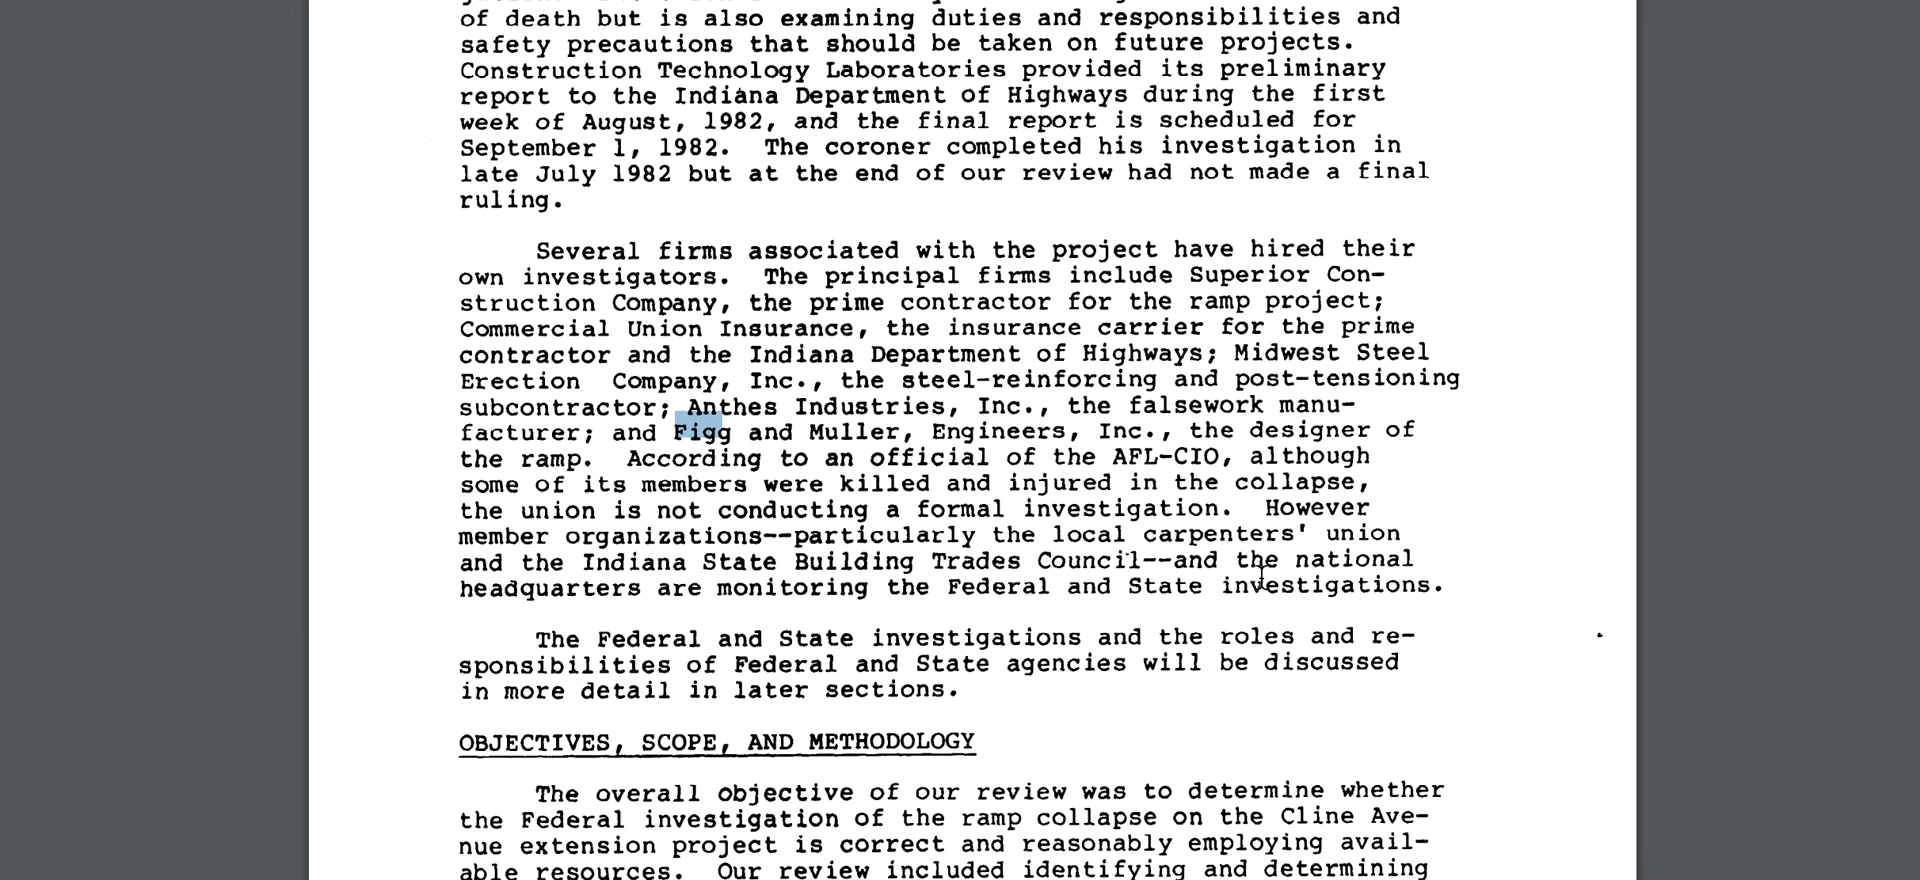 of death but is also examining duties and responsibilities and
safety precautions that should be taken on future projects.
Construction Technology Laboratories provided its preliminary
report to the Indiana Department of Highways during the first
week of August, 1982, and the final report is scheduled for
September 1, 1982. The coroner completed his investigation in
late July 1982 but at the end of our review had not made a final
ruling.
Several firms associated with the project have hired their
own investigators. The principal firms include Superior Con-
struction Company, the prime contractor for the ramp project;
Commercial Union Insurance, the insurance carrier for the prime
contractor and the Indiana Department of Highways; Midwest Steel
Erection Company, Inc., the steel-reinforcing and post-tensioning
subcontractor; Anthes Industries, Inc., the falsework manu-
facturer; and Figg and Muller, Engineers, Inc., the designer of
the ramp. According to an official of the AFL-CIO, although
some of its members were killed and injured in the collapse,
the union is not conducting a formal investigation. However
member organizations--particularly the local carpenters' union
and the Indiana State Building Trades Council--and the national
headquarters are monitoring the Federal and State investigations.
The Federal and State investigations and the roles and re-
sponsibilities of Federal and State agencies will be discussed
in more detail in later sections.
OBJECTIVES, SCOPE, AND METHODOLOGY
The overall objective of our review was to determine whether
the Federal investigation of the ramp collapse on the Cline Ave-
nue extension project is correct and reasonably employing avail-
able resources. Our review included identifying and determining